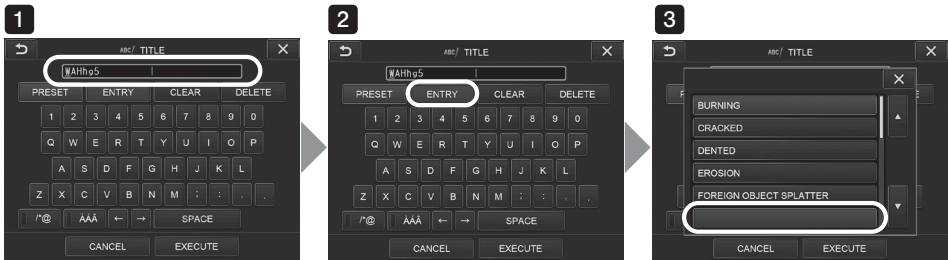 1
ABC/ TITLE
WAHhg5
PRESET ENTRY CLEAR DELETE
1 2 3 4 5 6 7 8 9 0
Q W E R T Y U I O P
A S D F G H J K L
Z X C V B N M ; : , .
/*@ ÀÁÂ ← → SPACE
CANCEL EXECUTE
2
ABC/ TITLE
WAHhg5
PRESET ENTRY CLEAR DELETE
1 2 3 4 5 6 7 8 9 0
Q W E R T Y U I O P
A S D F G H J K L
Z X C V B N M ; : , .
/*@ ÀÁÂ ← → SPACE
CANCEL EXECUTE
3
ABC/ TITLE
BURNING
CRACKED
DENTED
EROSION
FOREIGN OBJECT SPLATTER
CANCEL EXECUTE